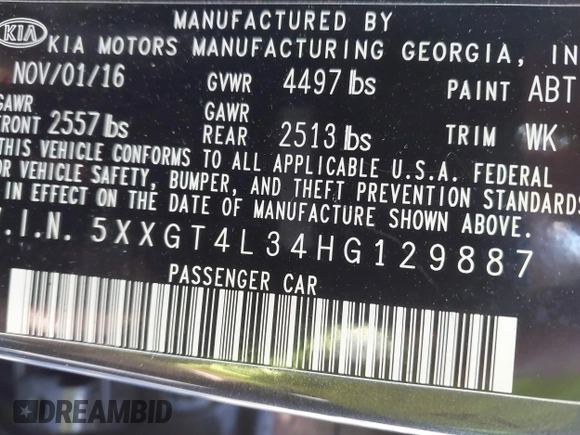 MANUFACTURED BY
KIA KIA MOTORS MANUFACTURING GEORGIA, IN
NOV/01/16 GVWR 4497 lbs PAINT ABT
GAWR GAWR
FRONT 2557 lbs REAR 2513 lbs TRIM WK
THIS VEHICLE CONFORMS TO ALL APPLICABLE U.S.A. FEDERAL
OR VEHICLE SAFETY, BUMPER, AND THEFT PREVENTION STANDARDS
IN EFFECT ON THE DATE OF MANUFACTURE SHOWN ABOVE.
V.I.N. 5XXGT4L34HG129887
PASSENGER CAR
DREAMBID